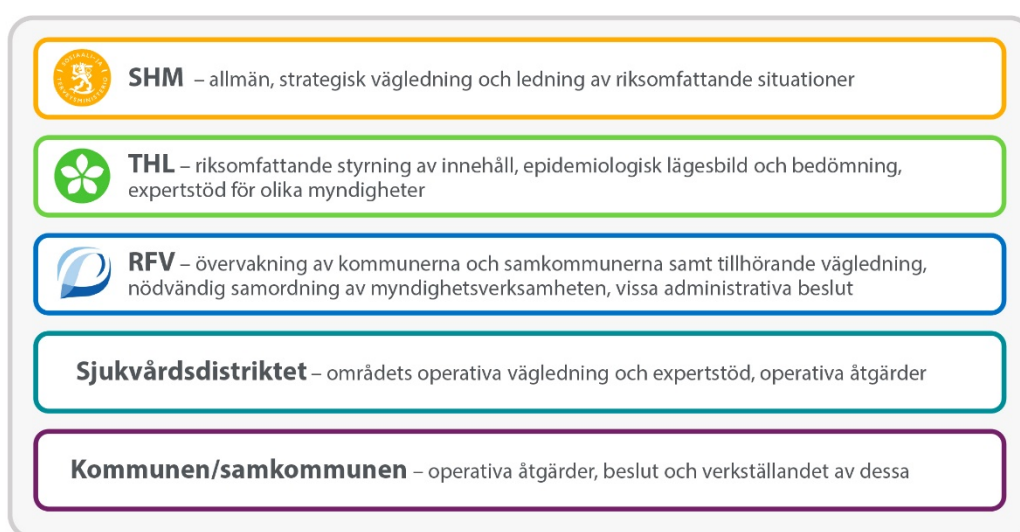 SHM – allmän, strategisk vägledning och ledning av riksomfattande situationer
THL – riksomfattande styrning av innehåll, epidemiologisk lägesbild och bedömning,
expertstöd för olika myndigheter
RFV – övervakning av kommunerna och samkommunerna samt tillhörande vägledning,
nödvändig samordning av myndighetsverksamheten, vissa administrativa beslut
Sjukvårdsdistriktet – områdets operativa vägledning och expertstöd, operativa åtgärder
Kommunen/samkommunen – operativa åtgärder, beslut och verkställandet av dessa